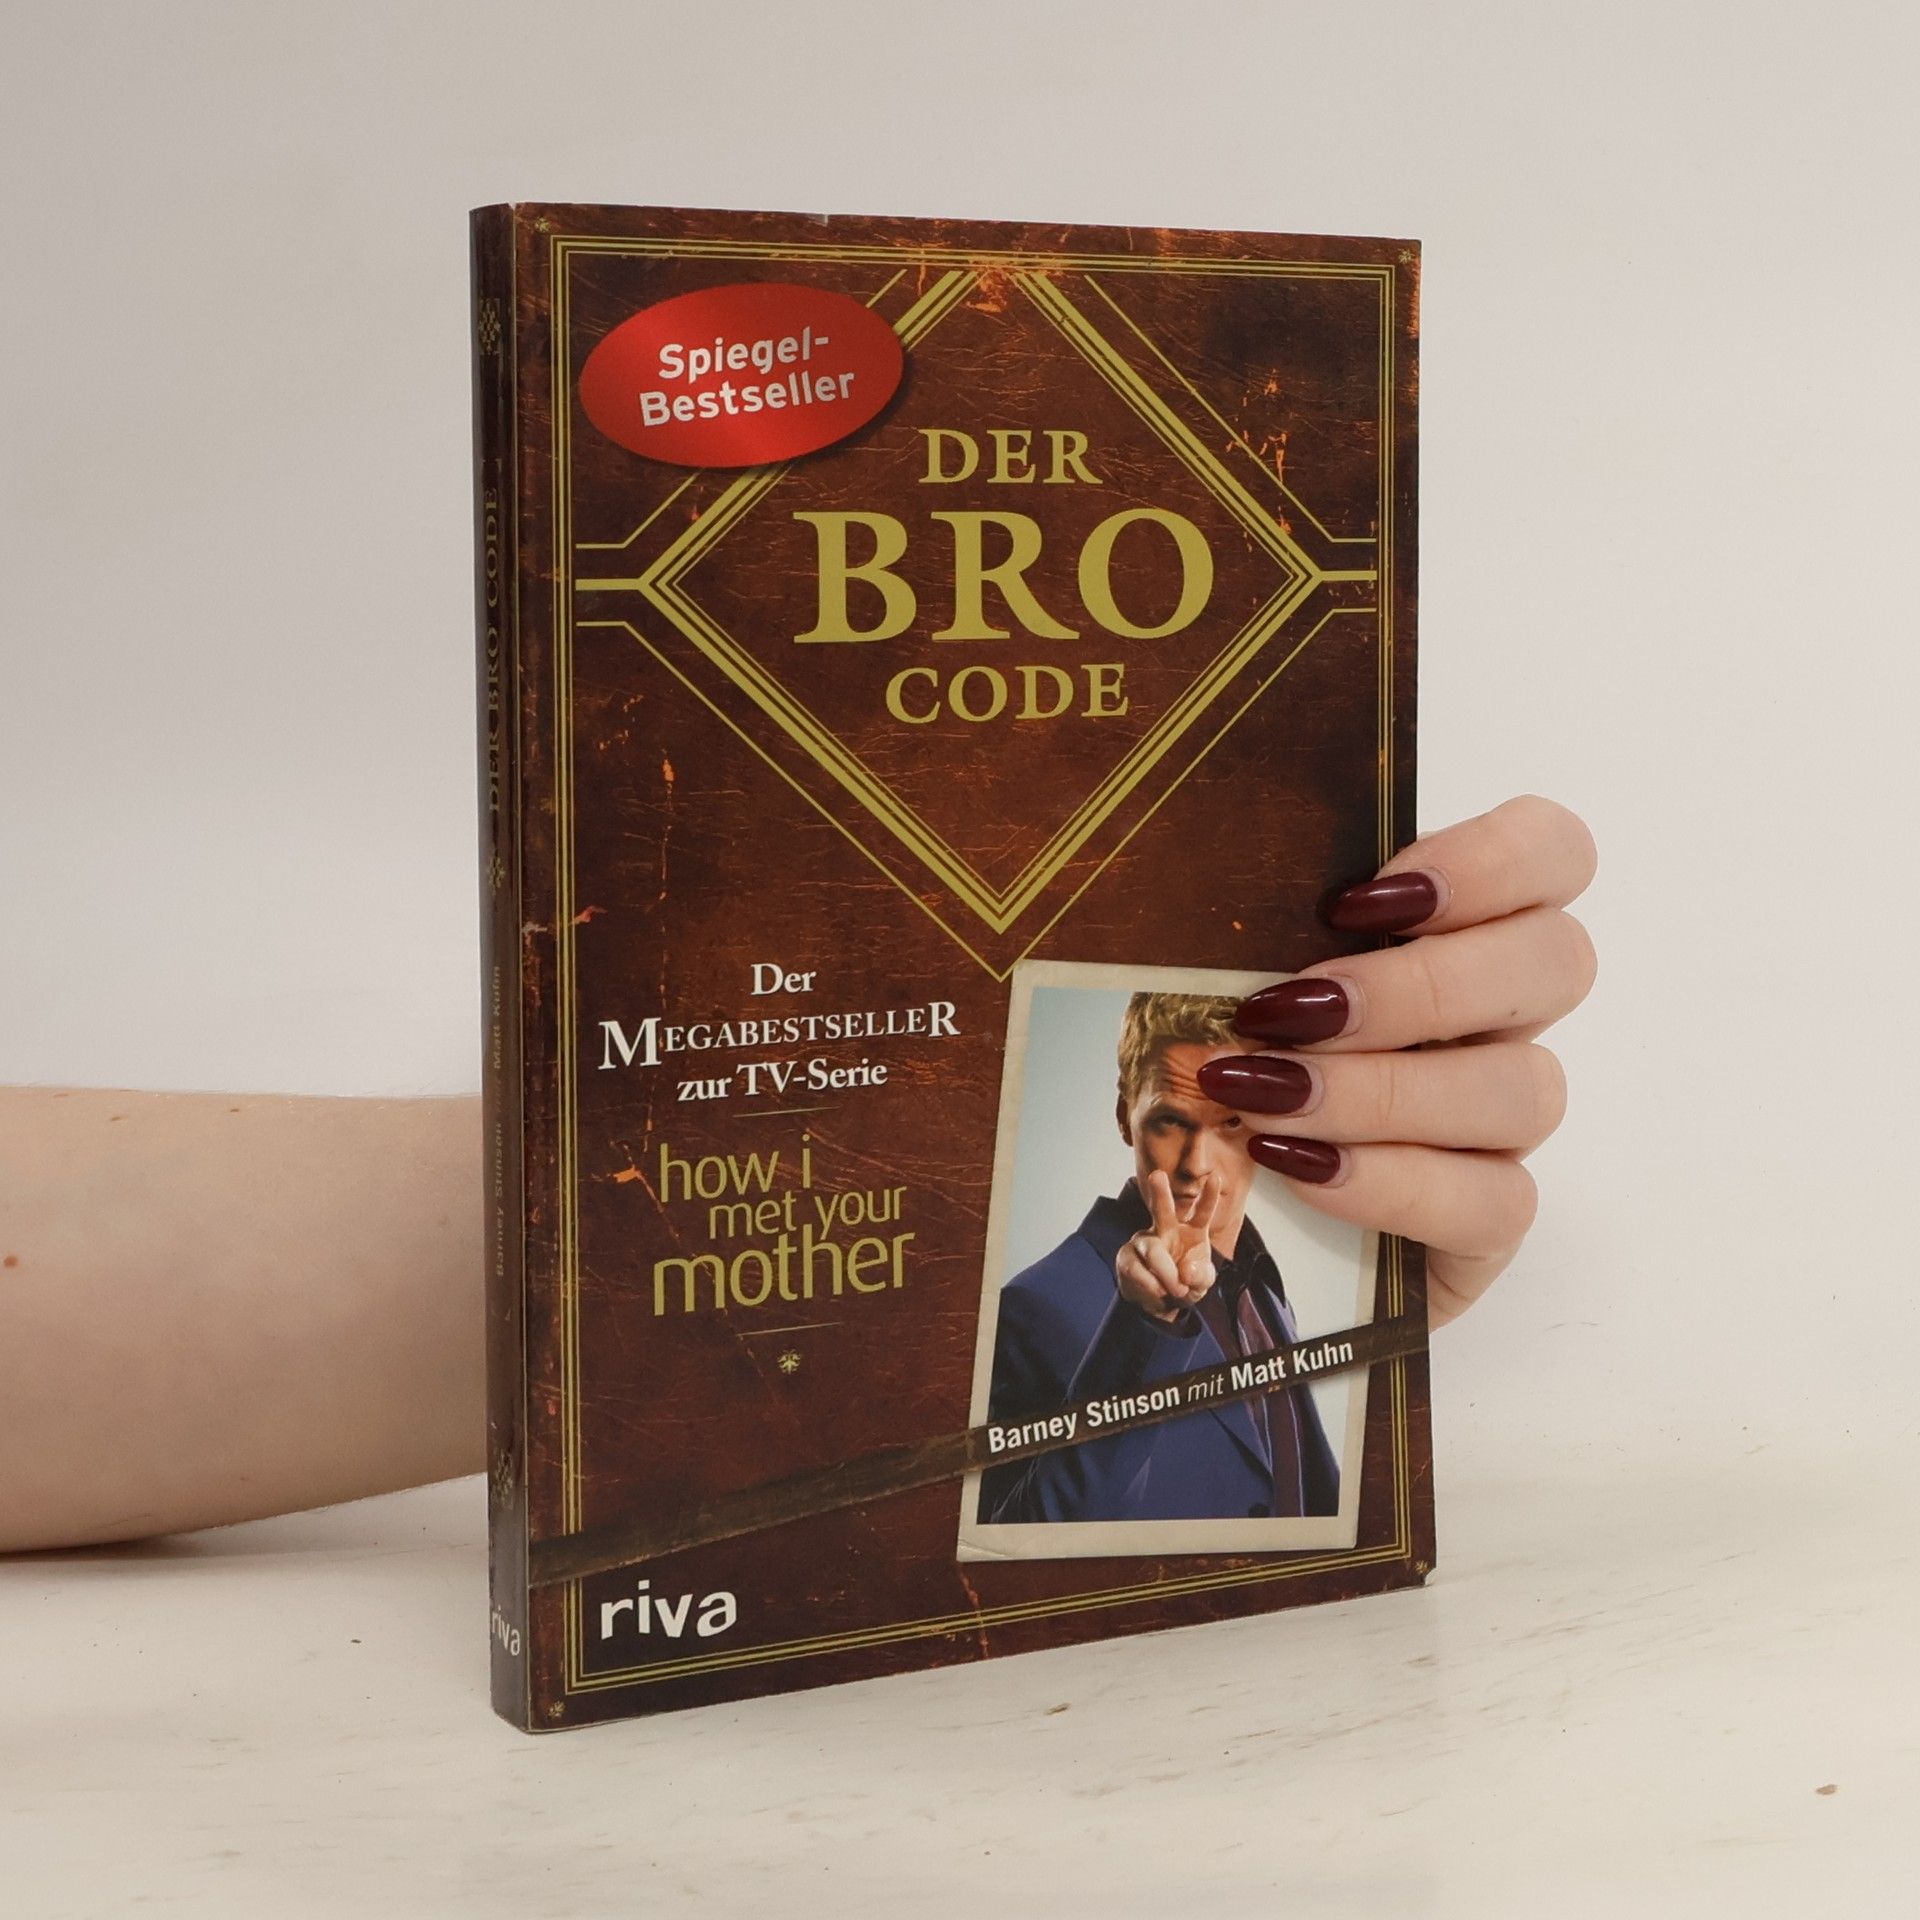 Spiegel-
Bestseller
DER
BRO
CODE
Der
MEGABESTSELLER
zur TV-Serie
how i
met your
mother
Barney Stinson mit Matt Kuhn
riva
DER BRO CODE
Barney Stinson mit Matt Kuhn
riva